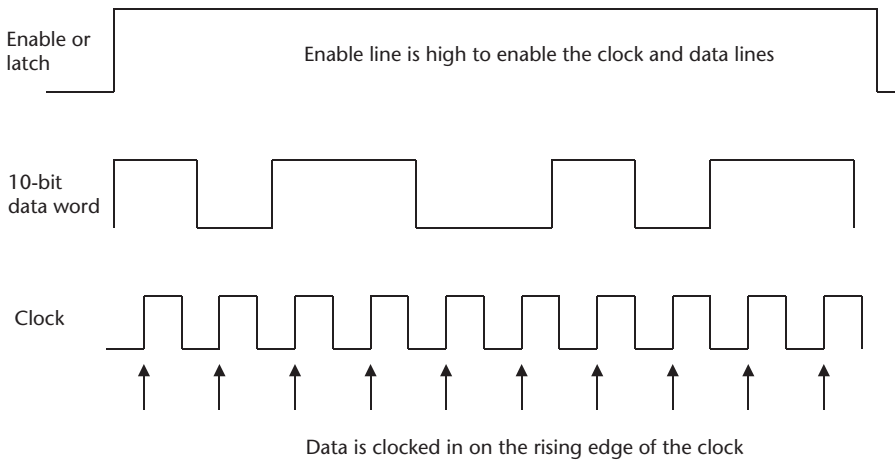 Enable or
latch
Enable line is high to enable the clock and data lines
10-bit
data word
Clock
Data is clocked in on the rising edge of the clock